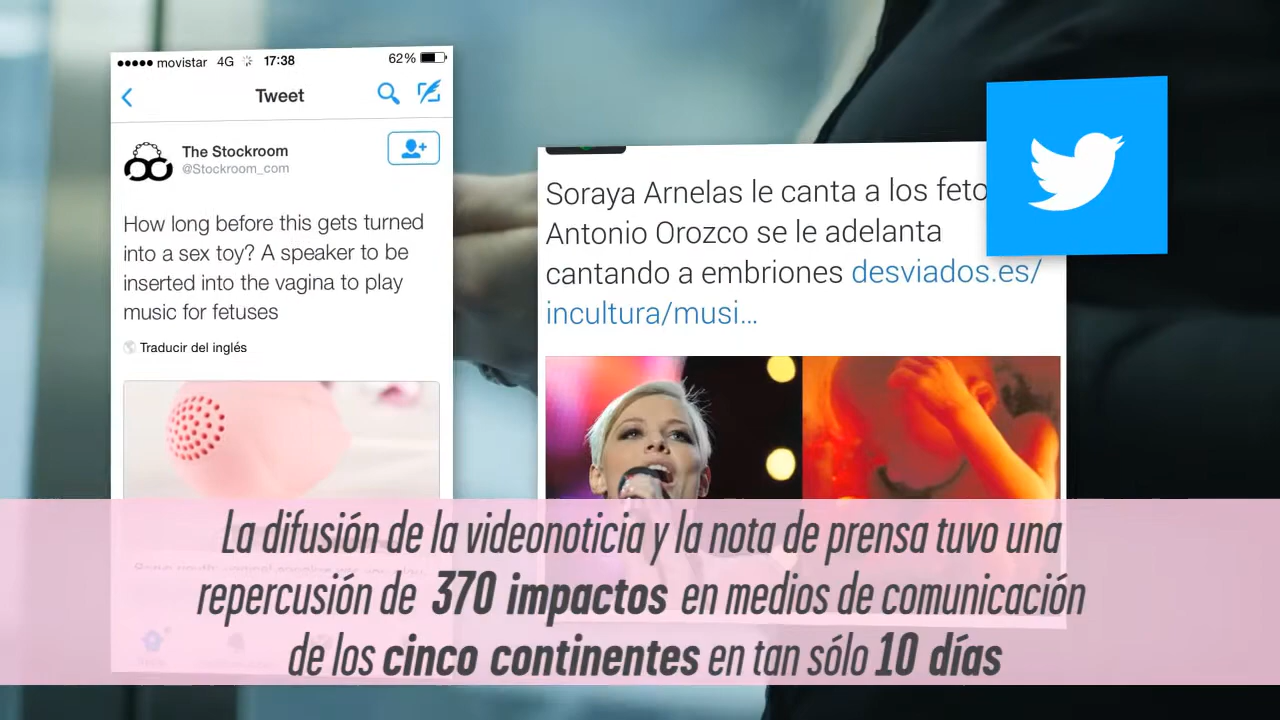 movistar 4G 17:38 62%
Tweet
The Stockroom
@Stockroom_com
How long before this gets turned
into a sex toy? A speaker to be
inserted into the vagina to play
music for fetuses
Traducir del inglés
Soraya Arnelas le canta a los feto
Antonio Orozco se le adelanta
cantando a embriones desviados.es/
incultura/musi...
La difusión de la videonoticia y la nota de prensa tuvo una
repercusión de 370 impactos en medios de comunicación
de los cinco continentes en tan sólo 10 días